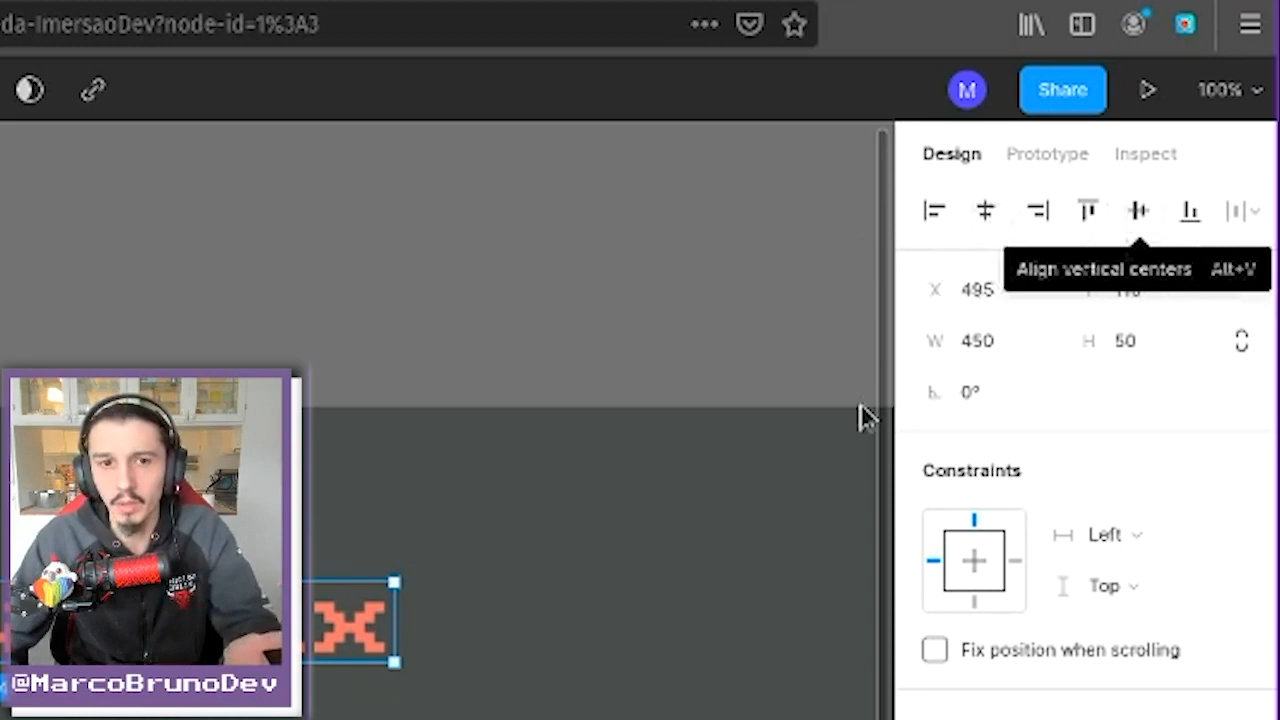 da-ImersaoDev?node-id=1%3A3
M
Share
100%
Design
Prototype
Inspect
Align vertical centers Alt+V
X 495
W 450
H 50
0°
Constraints
Left
Top
Fix position when scrolling
X
@MarcoBrunoDev